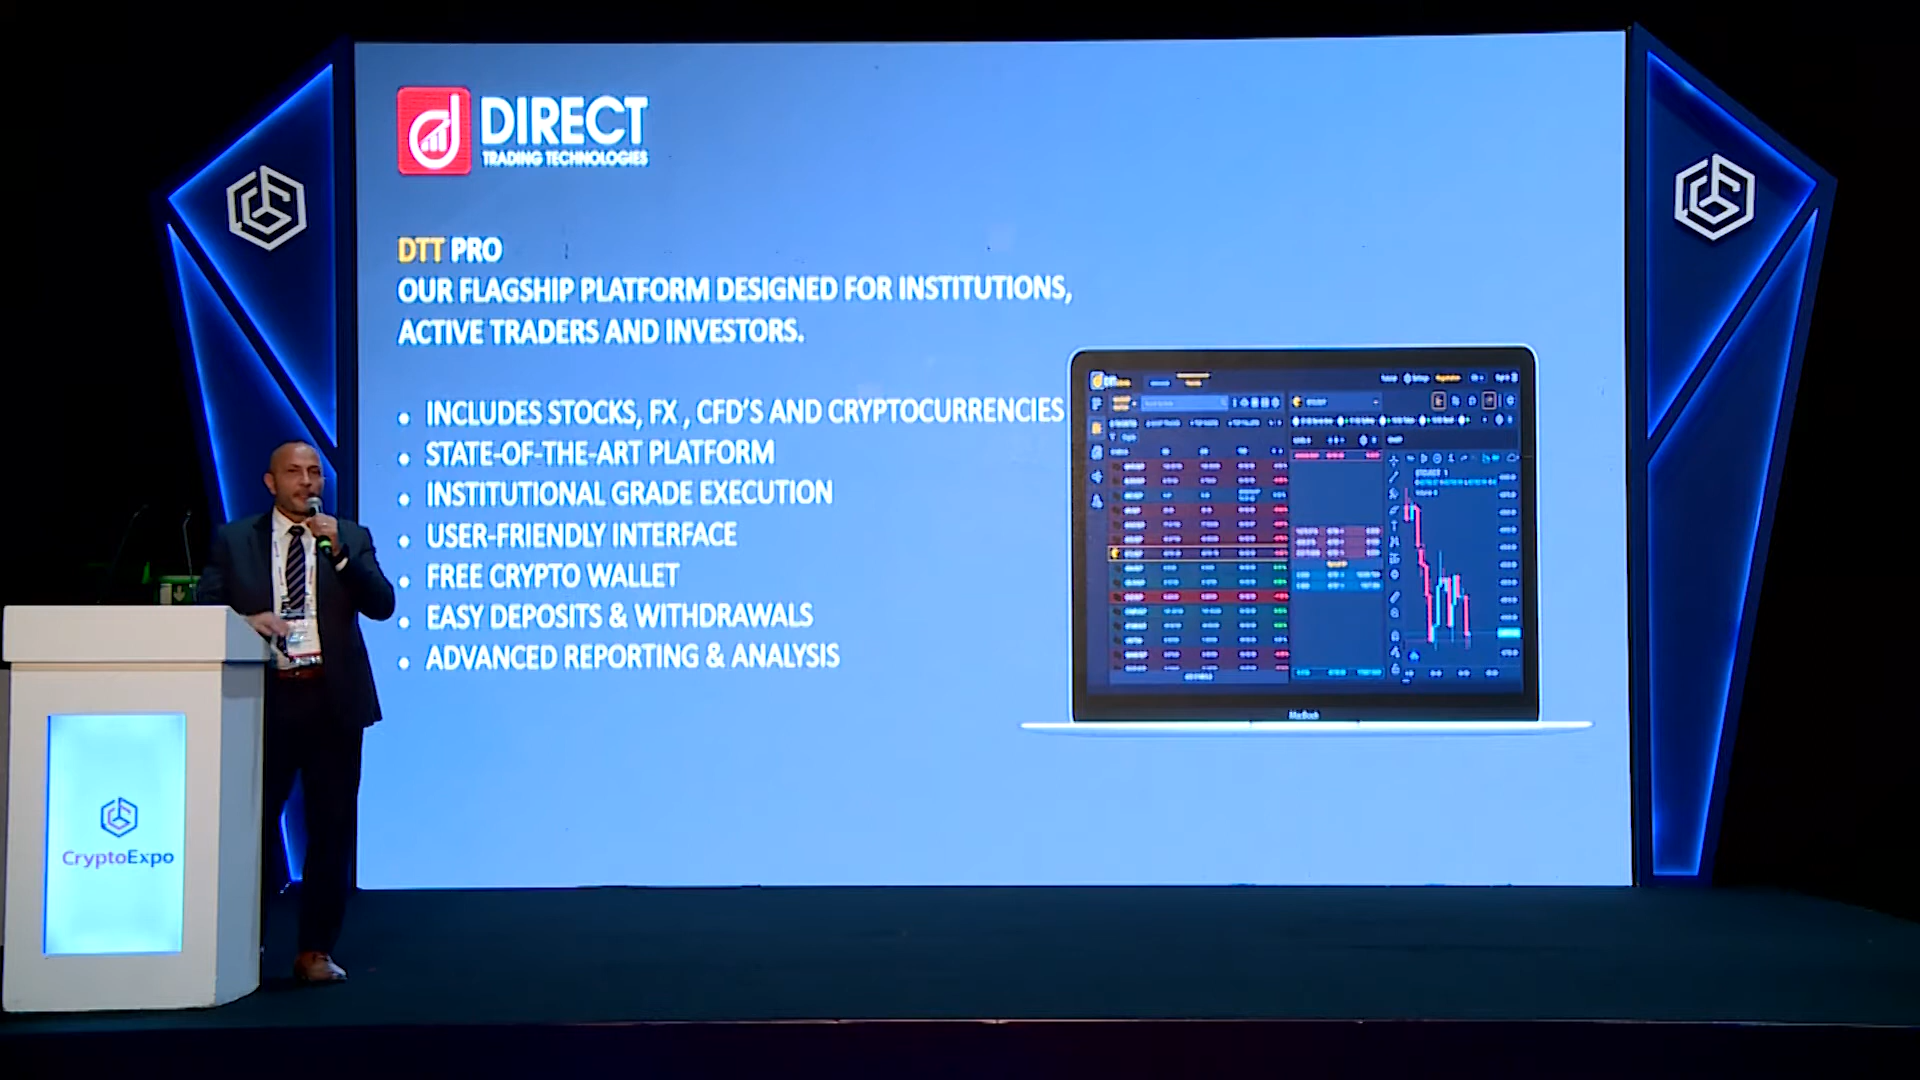 DIRECT
TRADING TECHNOLOGIES
DTT PRO
OUR FLAGSHIP PLATFORM DESIGNED FOR INSTITUTIONS,
ACTIVE TRADERS AND INVESTORS.
• INCLUDES STOCKS, FX , CFD'S AND CRYPTOCURRENCIES
• STATE-OF-THE-ART PLATFORM
• INSTITUTIONAL GRADE EXECUTION
• USER-FRIENDLY INTERFACE
• FREE CRYPTO WALLET
• EASY DEPOSITS & WITHDRAWALS
• ADVANCED REPORTING & ANALYSIS
MacBook
CryptoExpo